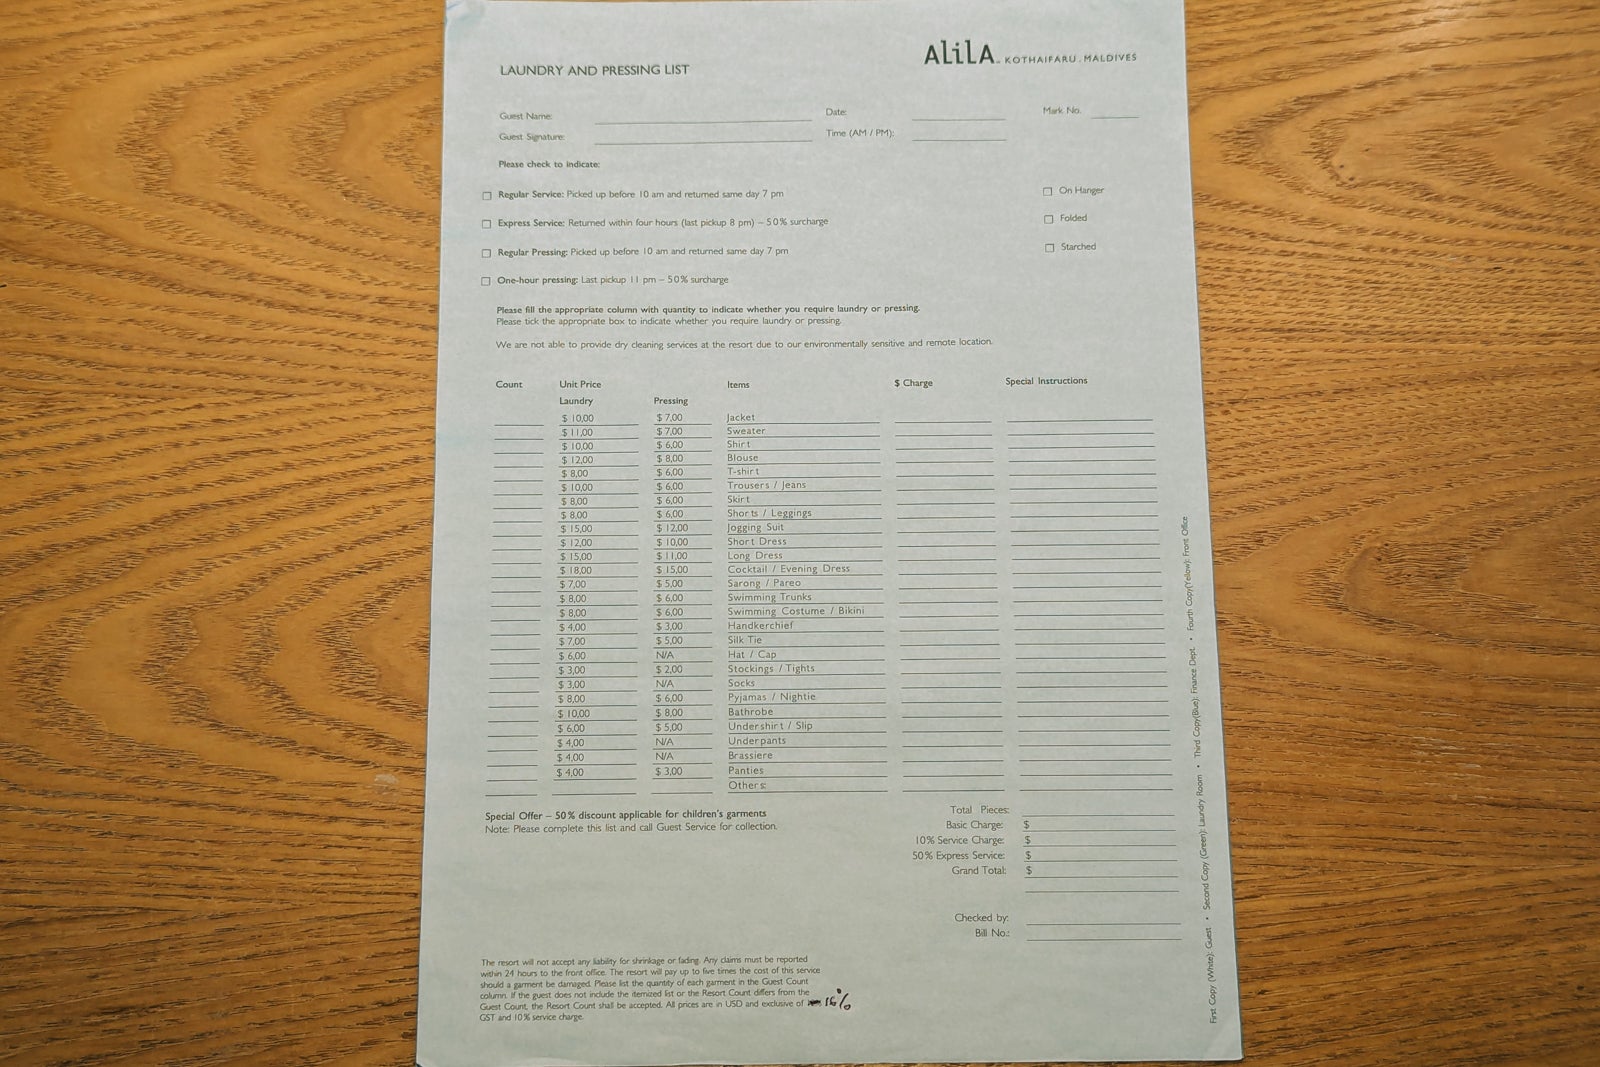 LAUNDRY AND PRESSING LIST
ALiLA KOTHAIFARU MALDIVES
Guest Name:
Date:
Mark No.
Guest Signature:
Time (AM / PM):
Please check to indicate:
Regular Service: Picked up before 10 am and returned same day 7 pm
On Hanger
Express Service: Returned within four hours (last pickup 8 pm) – 50% surcharge
Folded
Regular Pressing: Picked up before 10 am and returned same day 7 pm
Starched
One-hour pressing: Last pickup 11 pm – 50% surcharge
Please fill the appropriate column with quantity to indicate whether you require laundry or pressing.
Please tick the appropriate box to indicate whether you require laundry or pressing.
We are not able to provide dry cleaning services at the resort due to our environmentally sensitive and remote location.
Count Unit Price Items $ Charge Special Instructions
Laundry Pressing
$ 10,00 $ 7,00 Jacket
$ 11,00 $ 7,00 Sweater
$ 10,00 $ 6,00 Shirt
$ 12,00 $ 8,00 Blouse
$ 8,00 $ 6,00 T-shirt
$ 10,00 $ 6,00 Trousers / Jeans
$ 8,00 $ 6,00 Skirt
$ 8,00 $ 6,00 Shorts / Leggings
$ 15,00 $ 12,00 Jogging Suit
$ 12,00 $ 10,00 Short Dress
$ 15,00 $ 11,00 Long Dress
$ 18,00 $ 15,00 Cocktail / Evening Dress
$ 7,00 $ 5,00 Sarong / Pareo
$ 8,00 $ 6,00 Swimming Trunks
$ 8,00 $ 6,00 Swimming Costume / Bikini
$ 4,00 $ 3,00 Handkerchief
$ 7,00 $ 5,00 Silk Tie
$ 6,00 N/A Hat / Cap
$ 3,00 $ 2,00 Stockings / Tights
$ 3,00 N/A Socks
$ 8,00 $ 6,00 Pyjamas / Nightie
$ 10,00 $ 8,00 Bathrobe
$ 6,00 $ 5,00 Undershirt / Slip
$ 4,00 N/A Underpants
$ 4,00 N/A Brassiere
$ 4,00 $ 3,00 Panties
Others:
Special Offer – 50% discount applicable for children's garments
Note: Please complete this list and call Guest Service for collection.
Total Pieces:
Basic Charge: $
10% Service Charge: $
50% Express Service: $
Grand Total: $
Checked by:
Bill No.:
The resort will not accept any liability for shrinkage or fading. Any claims must be reported
within 24 hours to the front office. The resort will pay up to five times the cost of this service
should a garment be damaged. Please list the quantity of each garment in the Guest Count
column. If the guest does not include the itemized list or the Resort Count differs from the
Guest Count, the Resort Count shall be accepted. All prices are in USD and exclusive of 16%
GST and 10% service charge.
First Copy (White): Guest • Second Copy (Green): Laundry Room • Third Copy(Blue): Finance Dept. • Fourth Copy(Yellow): Front Office